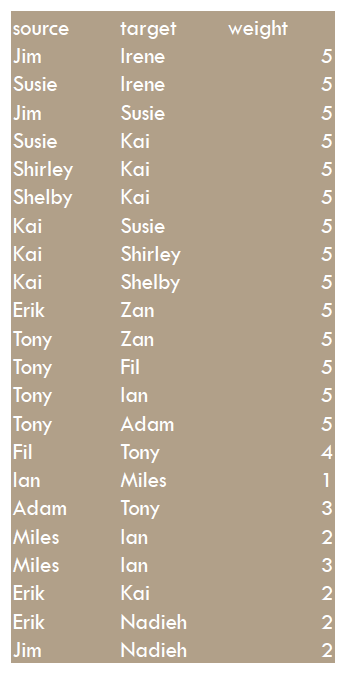 source target weight
Jim Irene 5
Susie Irene 5
Jim Susie 5
Susie Kai 5
Shirley Kai 5
Shelby Kai 5
Kai Susie 5
Kai Shirley 5
Kai Shelby 5
Erik Zan 5
Tony Zan 5
Tony Fil 5
Tony Ian 5
Tony Adam 5
Fil Tony 4
Ian Miles 1
Adam Tony 3
Miles Ian 2
Miles Ian 3
Erik Kai 2
Erik Nadieh 2
Jim Nadieh 2